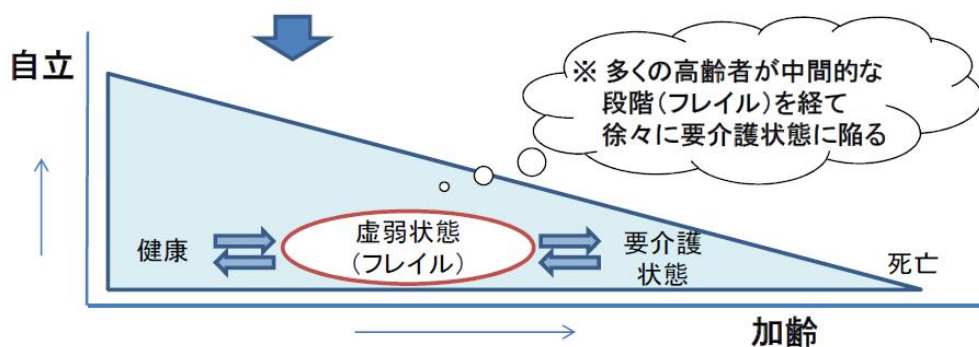 自立
※ 多くの高齢者が中間的な
段階(フレイル)を経て
徐々に要介護状態に陥る
健康
虚弱状態
(フレイル)
要介護
状態
死亡
加齢